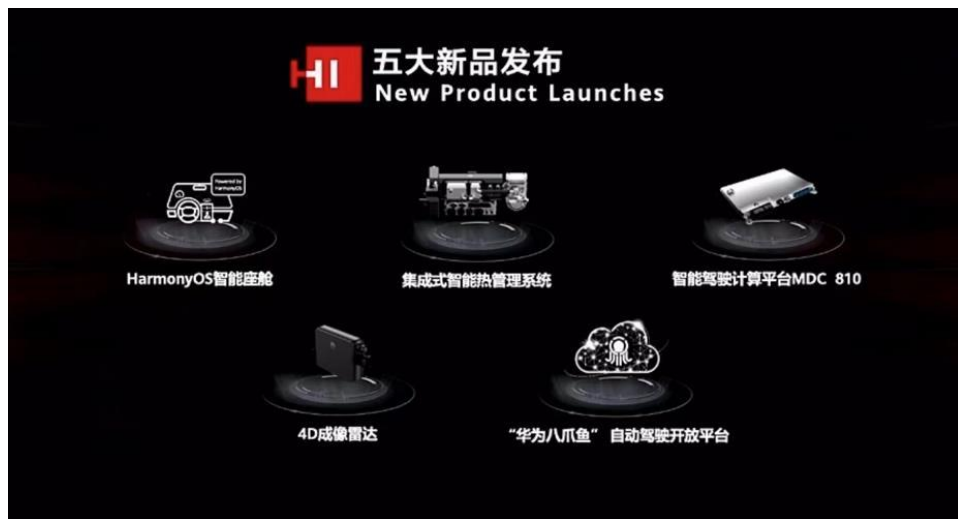 HI
五大新品发布
New Product Launches
Powered by
HarmonyOS
HarmonyOS智能座舱
集成式智能热管理系统
智能驾驶计算平台MDC 810
4D成像雷达
“华为八爪鱼” 自动驾驶开放平台